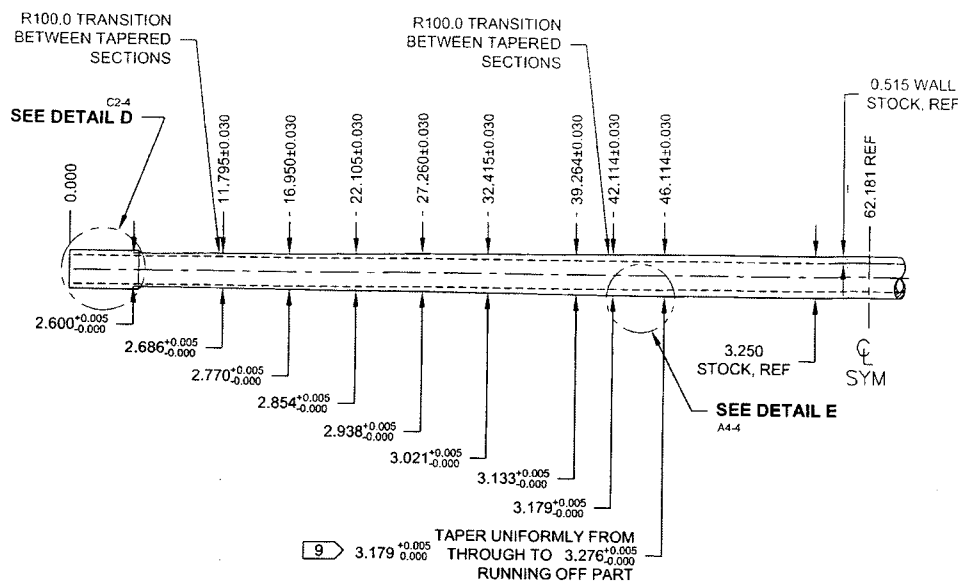 R100.0 TRANSITION
BETWEEN TAPERED
SECTIONS
R100.0 TRANSITION
BETWEEN TAPERED
SECTIONS
C2-4
SEE DETAIL D
0.515 WALL
STOCK, REF
0.000
11.795±0.030
16.950±0.030
22.105±0.030
27.260±0.030
32.415±0.030
39.264±0.030
42.114±0.030
46.114±0.030
62.181 REF
2.600 +0.005 -0.000
2.686 +0.005 -0.000
2.770 +0.005 -0.000
2.854 +0.005 -0.000
2.938 +0.005 -0.000
3.021 +0.005 -0.000
3.133 +0.005 -0.000
3.179 +0.005 -0.000
3.250
STOCK, REF
CL
SYM
SEE DETAIL E
A4-4
TAPER UNIFORMLY FROM
9 3.179 +0.005 0.000 THROUGH TO 3.276 +0.005 -0.000
RUNNING OFF PART